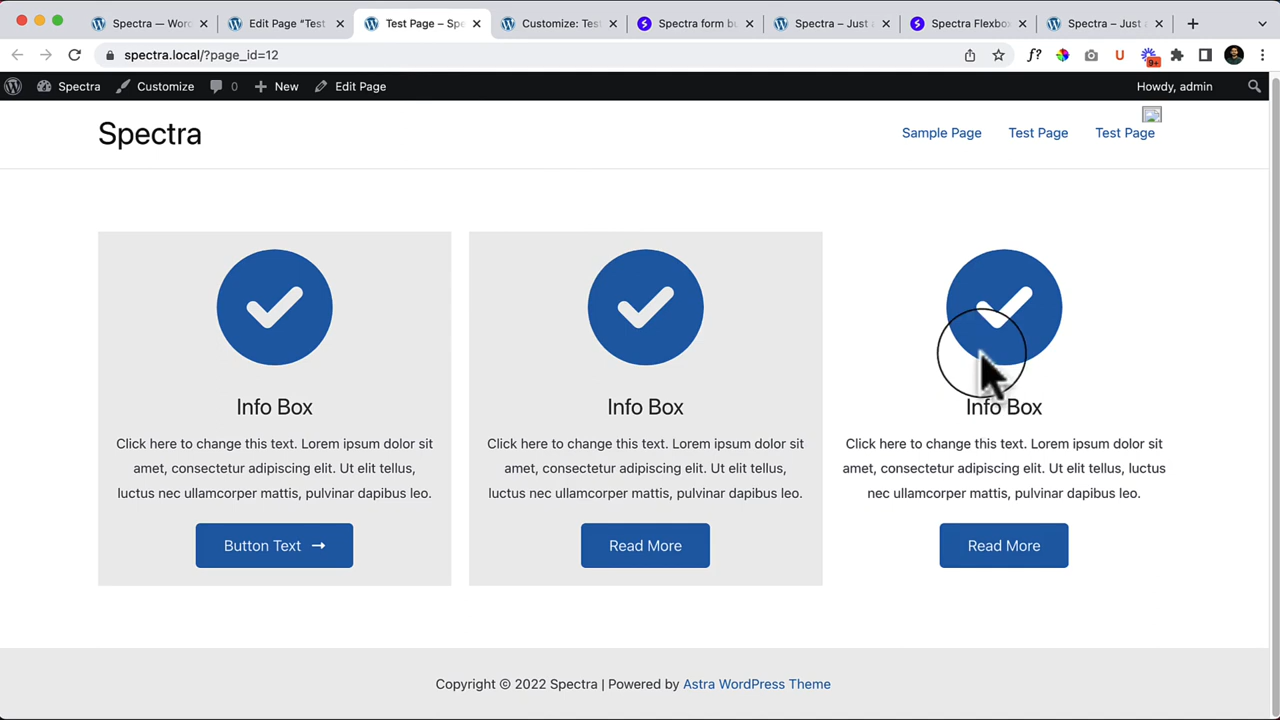 Spectra — Wor
Edit Page "Test
Test Page – Spe
Customize: Test
Spectra form bu
Spectra – Just
Spectra Flexbo
Spectra – Just
spectra.local/?page_id=12
f?
U
9+
Spectra
Customize
0
New
Edit Page
Howdy, admin
Spectra
Sample Page
Test Page
Test Page
Info Box
Click here to change this text. Lorem ipsum dolor sit
amet, consectetur adipiscing elit. Ut elit tellus,
luctus nec ullamcorper mattis, pulvinar dapibus leo.
Button Text
Info Box
Click here to change this text. Lorem ipsum dolor sit
amet, consectetur adipiscing elit. Ut elit tellus,
luctus nec ullamcorper mattis, pulvinar dapibus leo.
Read More
Info Box
Click here to change this text. Lorem ipsum dolor sit
amet, consectetur adipiscing elit. Ut elit tellus, luctus
nec ullamcorper mattis, pulvinar dapibus leo.
Read More
Copyright © 2022 Spectra | Powered by Astra WordPress Theme